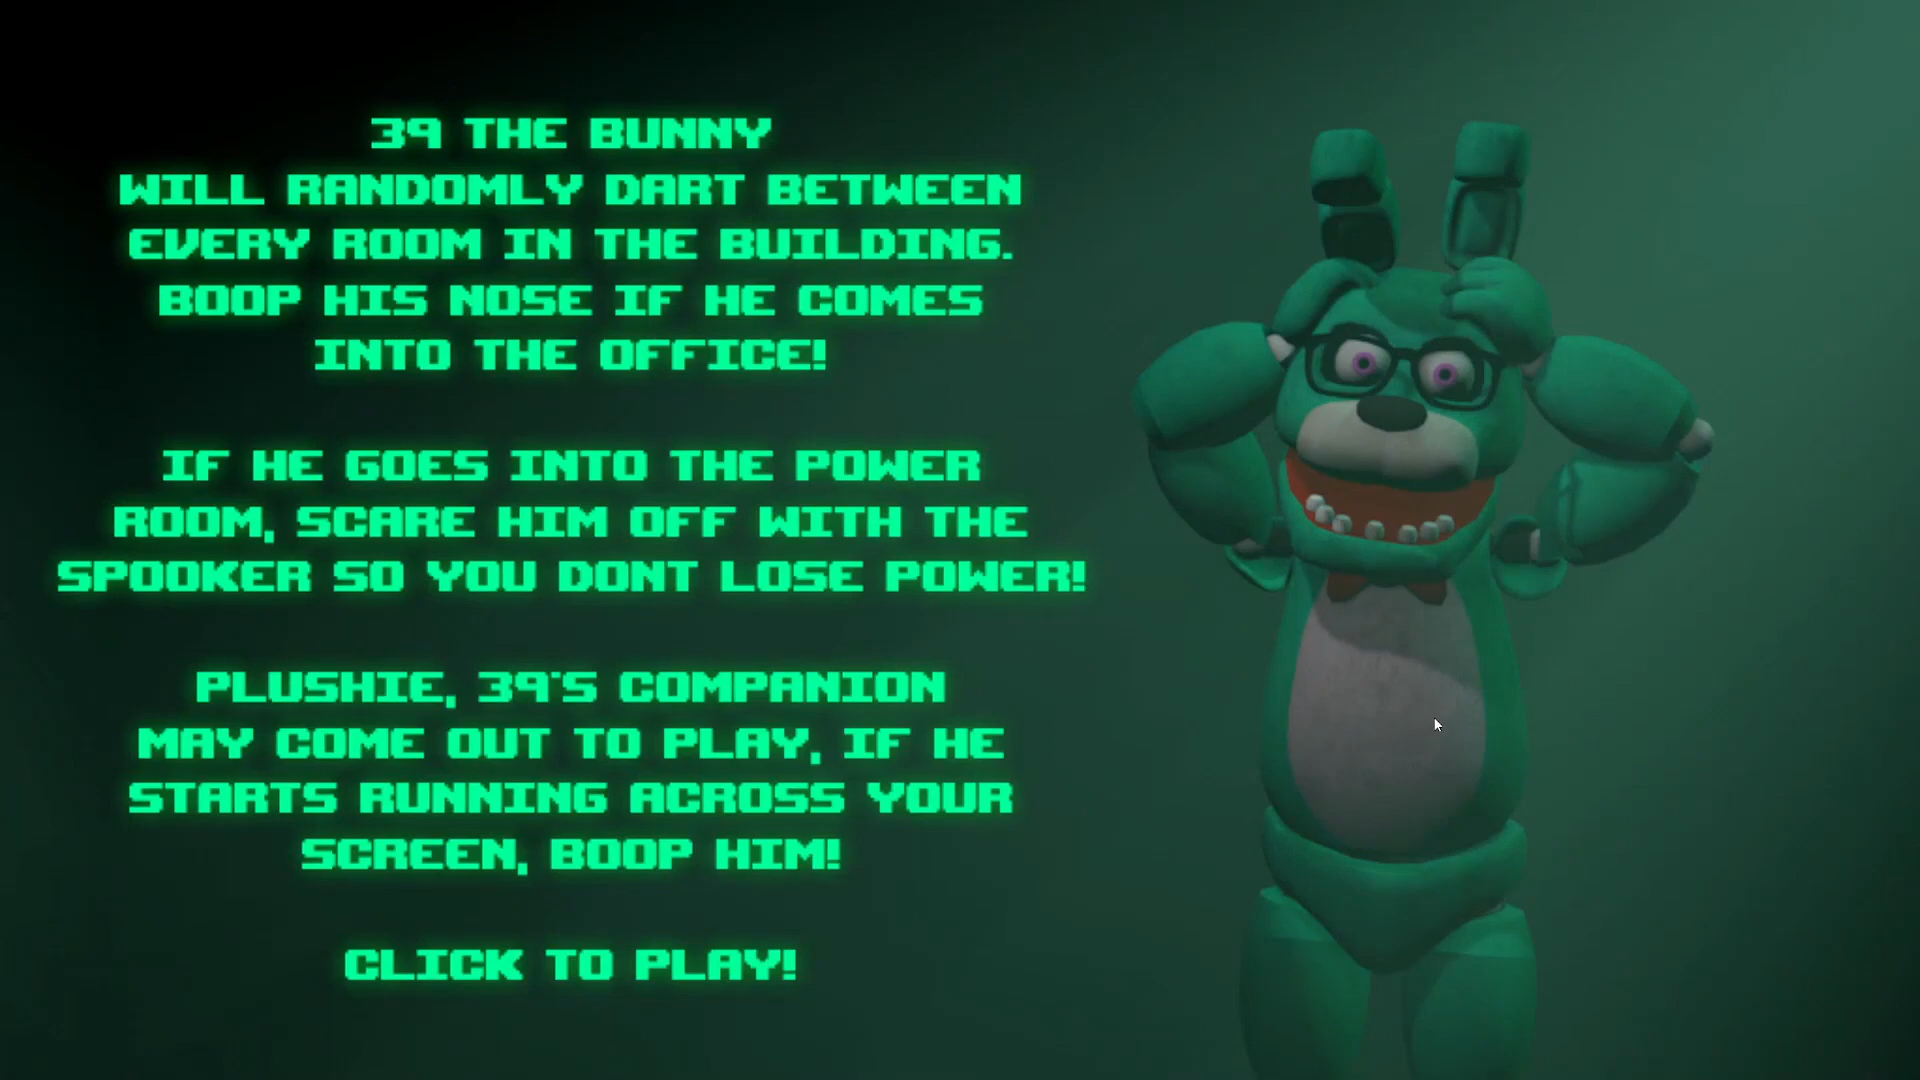 39 THE BUNNY
WILL RANDOMLY DART BETWEEN
EVERY ROOM IN THE BUILDING.
BOOP HIS NOSE IF HE COMES
INTO THE OFFICE!
IF HE GOES INTO THE POWER
ROOM, SCARE HIM OFF WITH THE
SPOOKER SO YOU DONT LOSE POWER!
PLUSHIE, 39'S COMPANION
MAY COME OUT TO PLAY, IF HE
STARTS RUNNING ACROSS YOUR
SCREEN, BOOP HIM!
CLICK TO PLAY!